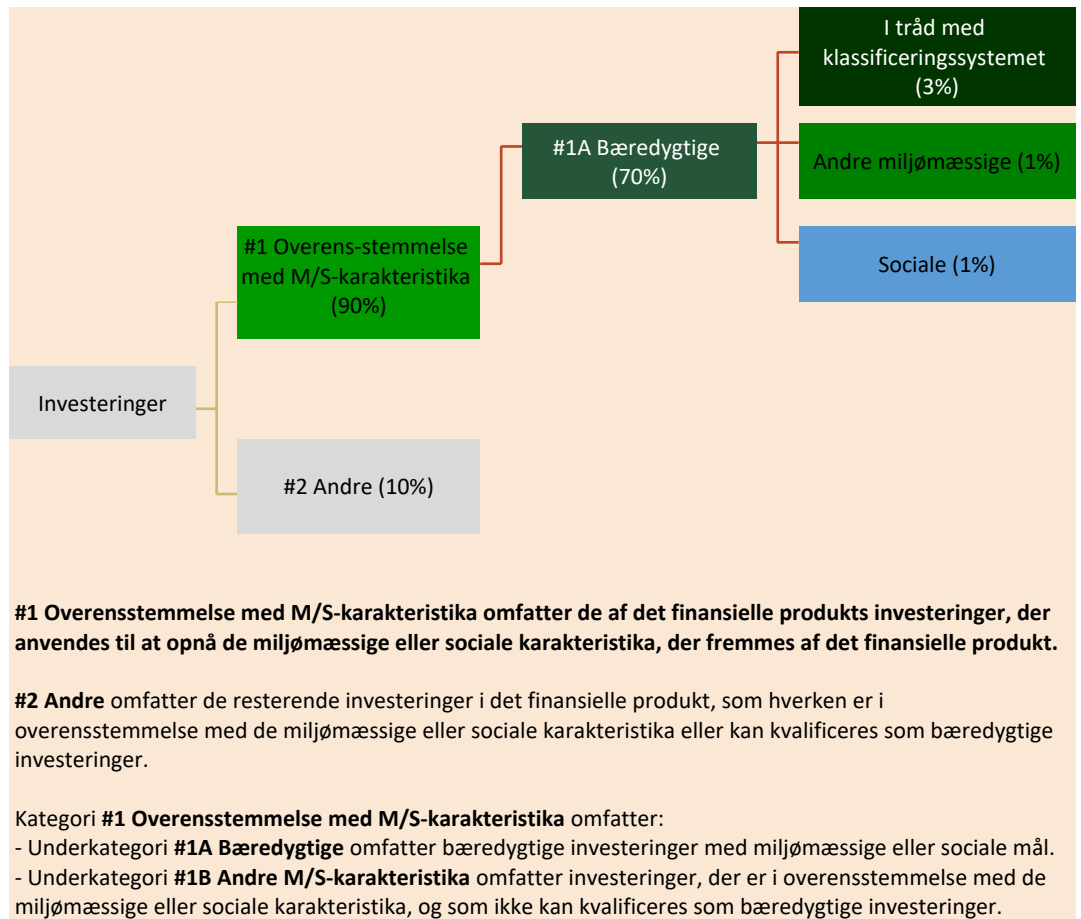 I tråd med
klassificeringssystemet
(3%)
#1A Bæredygtige
(70%)
Andre miljømæssige (1%)
#1 Overens-stemmelse
med M/S-karakteristika
(90%)
Sociale (1%)
Investeringer
#2 Andre (10%)
#1 Overensstemmelse med M/S-karakteristika omfatter de af det finansielle produkts investeringer, der
anvendes til at opnå de miljømæssige eller sociale karakteristika, der fremmes af det finansielle produkt.
#2 Andre omfatter de resterende investeringer i det finansielle produkt, som hverken er i
overensstemmelse med de miljømæssige eller sociale karakteristika eller kan kvalificeres som bæredygtige
investeringer.
Kategori #1 Overensstemmelse med M/S-karakteristika omfatter:
- Underkategori #1A Bæredygtige omfatter bæredygtige investeringer med miljømæssige eller sociale mål.
- Underkategori #1B Andre M/S-karakteristika omfatter investeringer, der er i overensstemmelse med de
miljømæssige eller sociale karakteristika, og som ikke kan kvalificeres som bæredygtige investeringer.